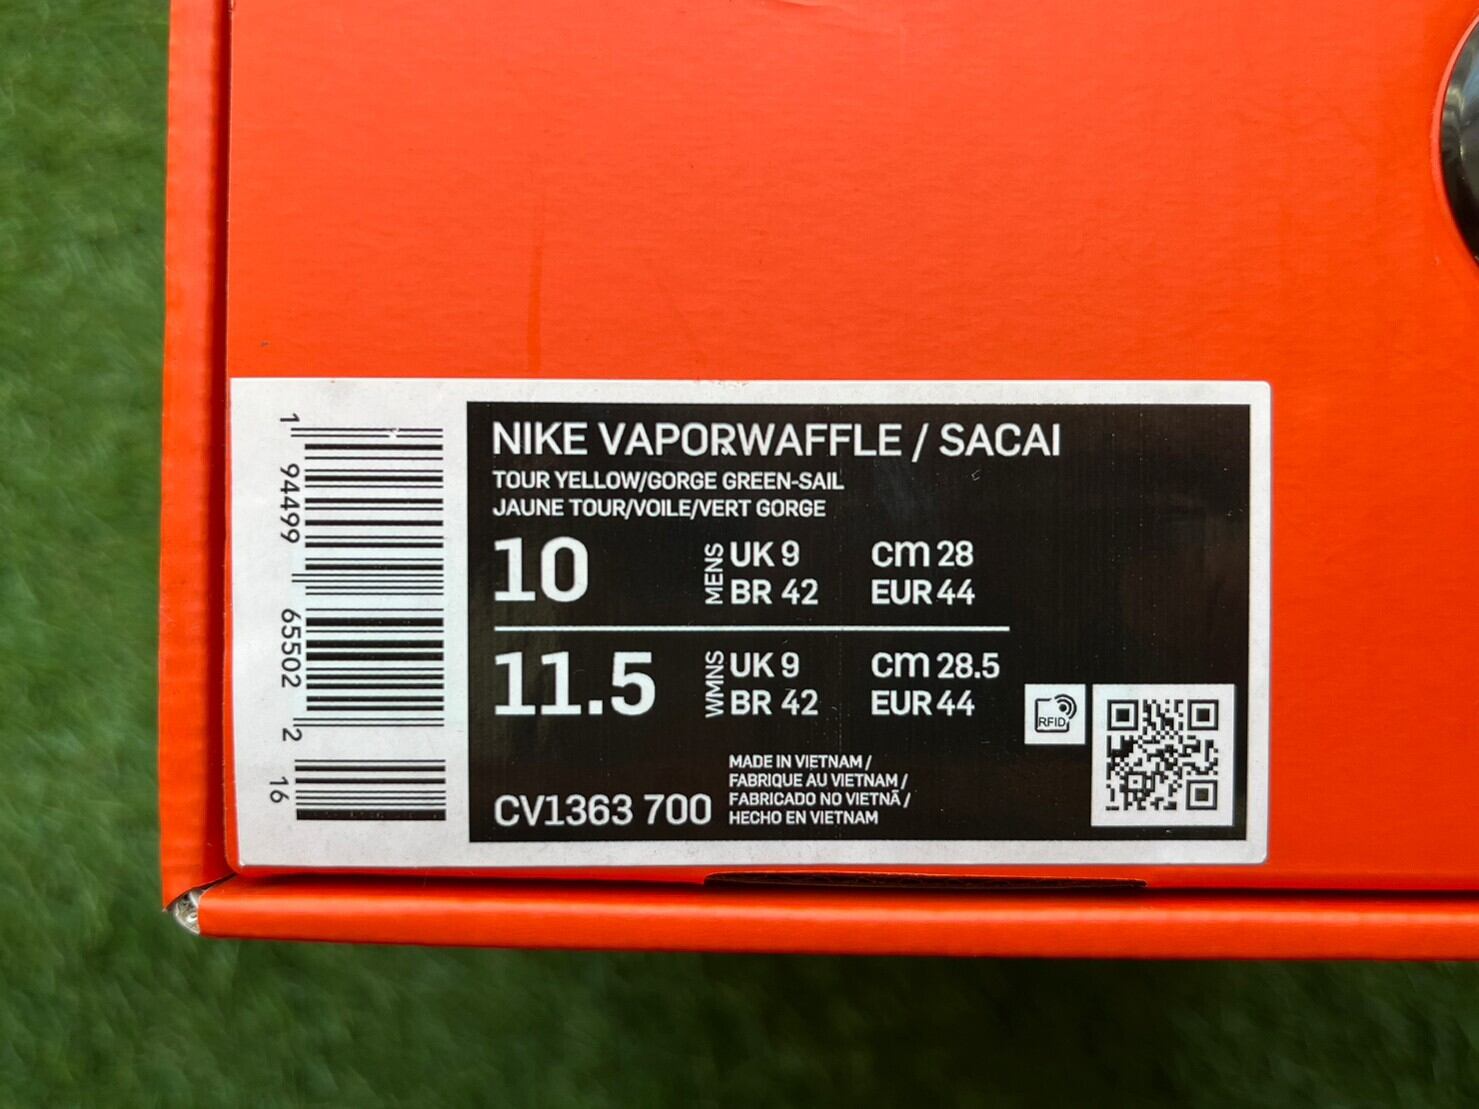 NIKE VAPORWAFFLE / SACAI
TOUR YELLOW/GORGE GREEN-SAIL
JAUNE TOUR/VOILE/VERT GORGE
10 MENS UK 9 cm 28
BR 42 EUR 44
11.5 WMNS UK 9 cm 28.5
BR 42 EUR 44
RFID
CV1363 700
MADE IN VIETNAM /
FABRIQUE AU VIETNAM /
FABRICADO NO VIETNÃ /
HECHO EN VIETNAM
1 94499 65502 2 16